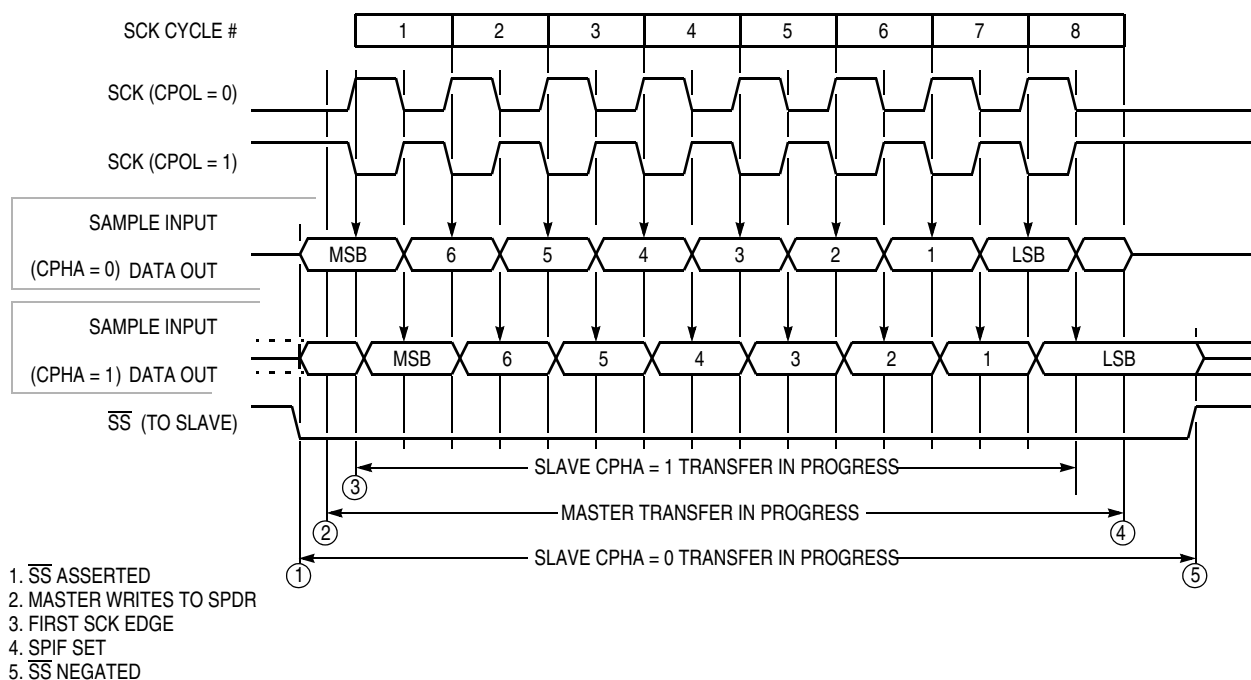 SCK CYCLE # 1 2 3 4 5 6 7 8
SCK (CPOL = 0)
SCK (CPOL = 1)
SAMPLE INPUT
(CPHA = 0) DATA OUT MSB 6 5 4 3 2 1 LSB
SAMPLE INPUT
(CPHA = 1) DATA OUT MSB 6 5 4 3 2 1 LSB
SS (TO SLAVE)
SLAVE CPHA = 1 TRANSFER IN PROGRESS
3
MASTER TRANSFER IN PROGRESS
2 4
SLAVE CPHA = 0 TRANSFER IN PROGRESS
1 5
1. SS ASSERTED
2. MASTER WRITES TO SPDR
3. FIRST SCK EDGE
4. SPIF SET
5. SS NEGATED